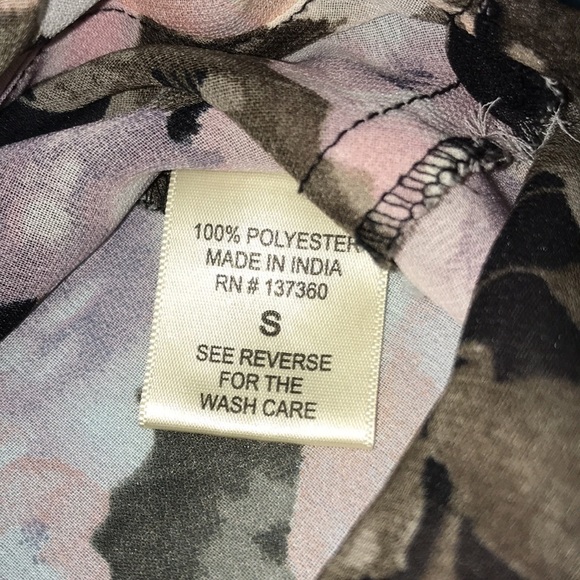 100% POLYESTER
MADE IN INDIA
RN # 137360
S
SEE REVERSE
FOR THE
WASH CARE